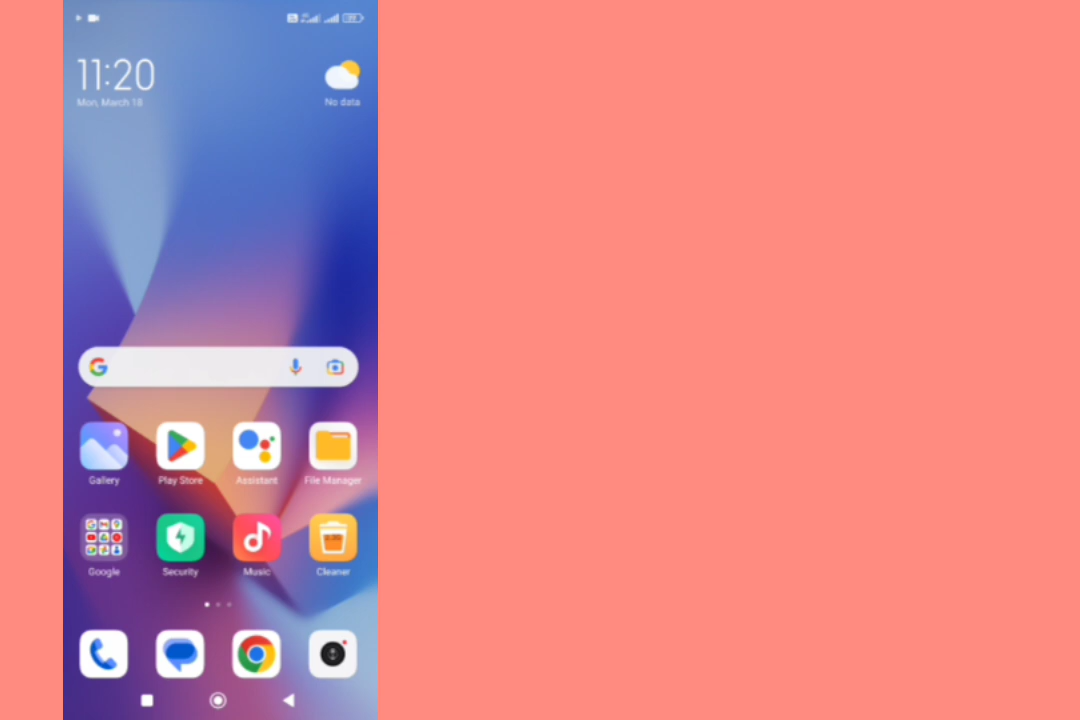 11:20
Mon, March 18
No data
Gallery
Play Store
Assistant
File Manager
Google
Security
Music
Cleaner